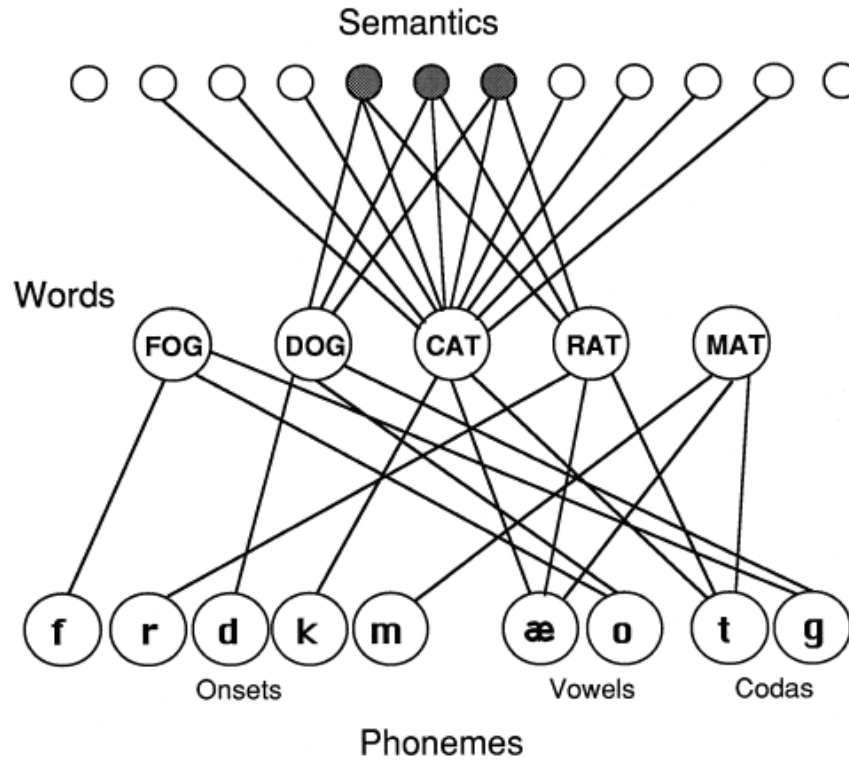 Semantics
Words
FOG DOG CAT RAT MAT
f r d k m æ o t g
Onsets Vowels Codas
Phonemes